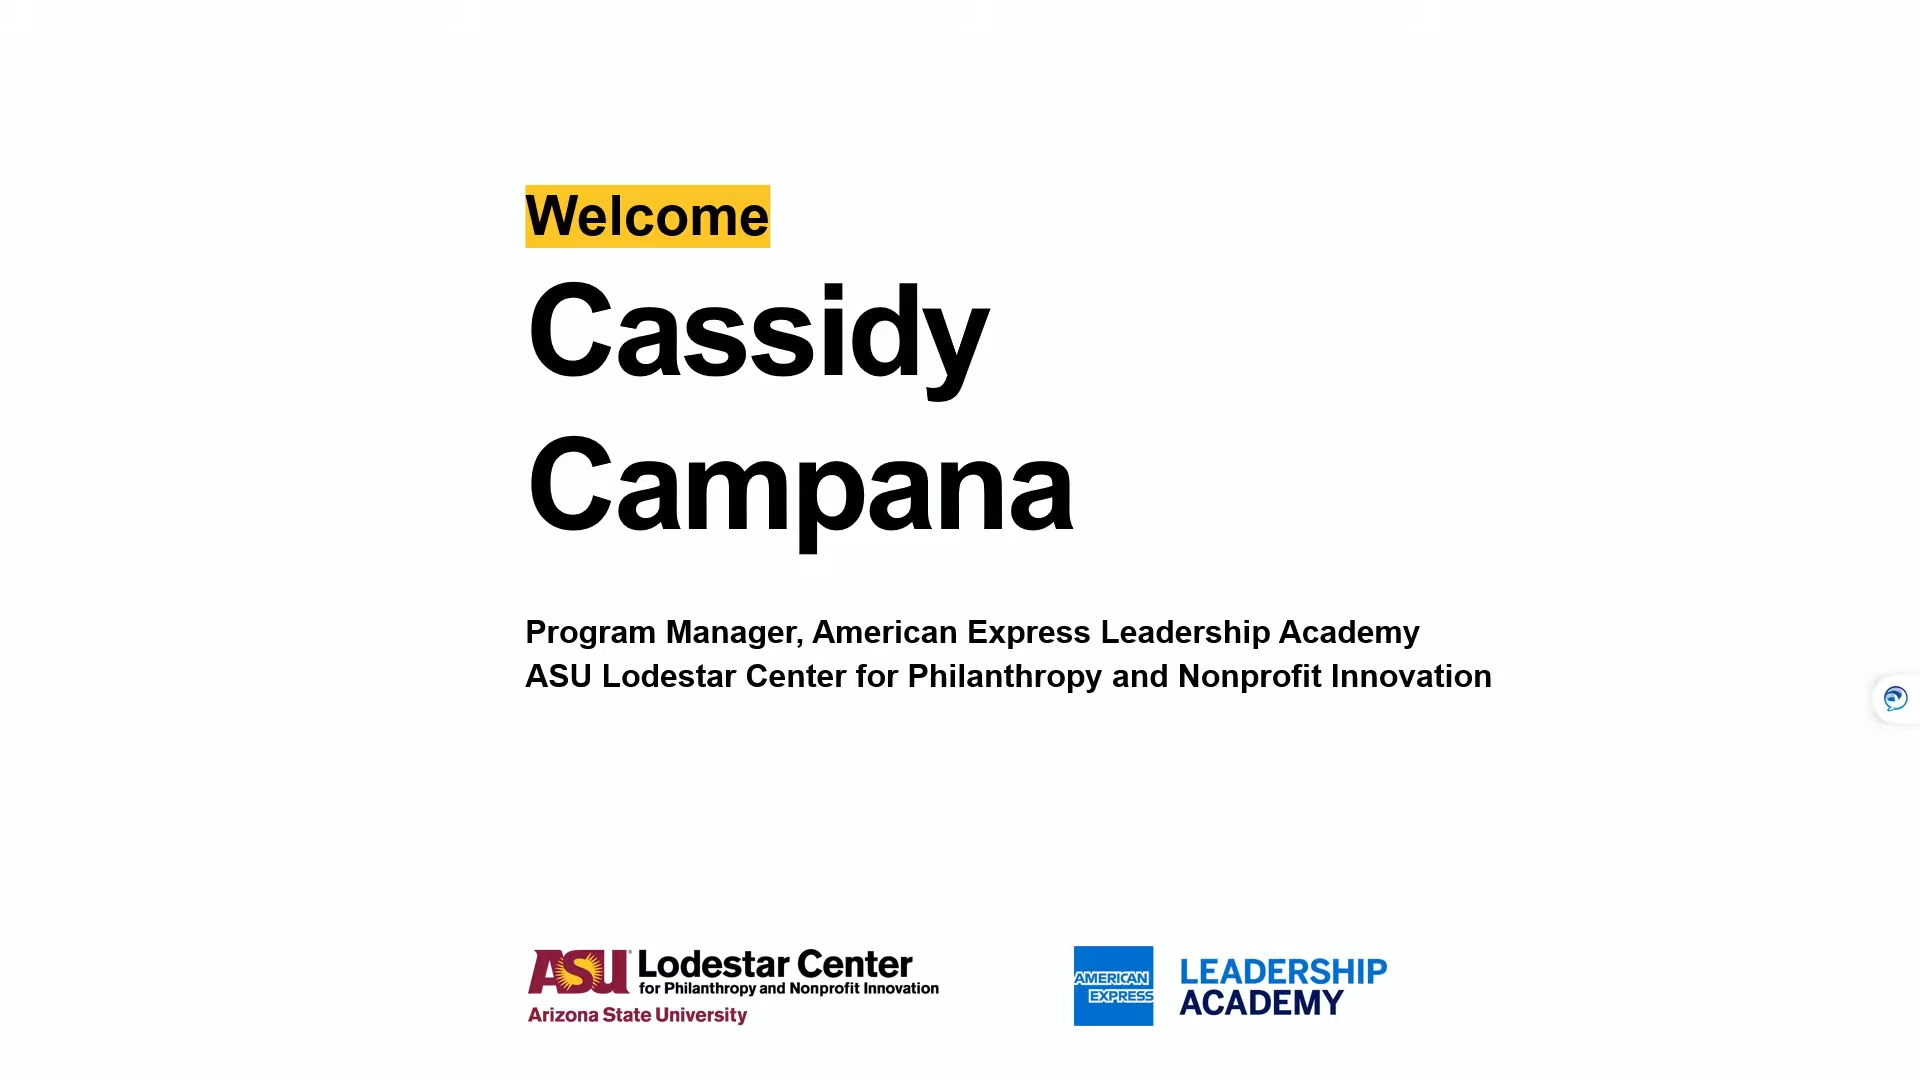 Welcome
Cassidy
Campana
Program Manager, American Express Leadership Academy
ASU Lodestar Center for Philanthropy and Nonprofit Innovation
ASU Lodestar Center
for Philanthropy and Nonprofit Innovation
Arizona State University
AMERICAN
EXPRESS
LEADERSHIP
ACADEMY